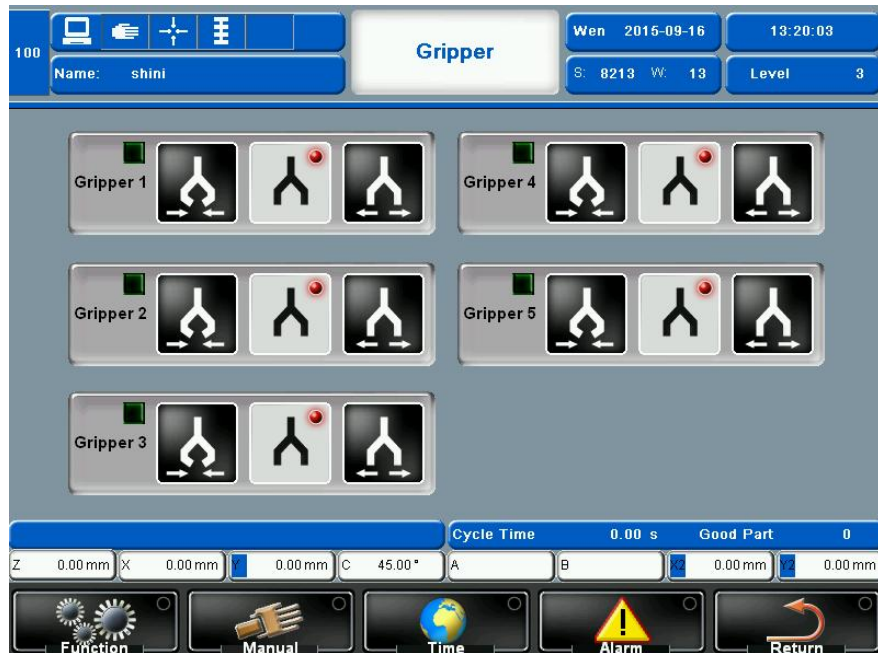 100
Name: shini
Gripper
Wen 2015-09-16
13:20:03
S: 8213 W: 13
Level 3
Gripper 1
Gripper 4
Gripper 2
Gripper 5
Gripper 3
Cycle Time 0.00 s Good Part 0
Z 0.00 mm X 0.00 mm Y 0.00 mm C 45.00 ° A B X2 0.00 mm Y2 0.00 mm
Function Manual Time Alarm Return